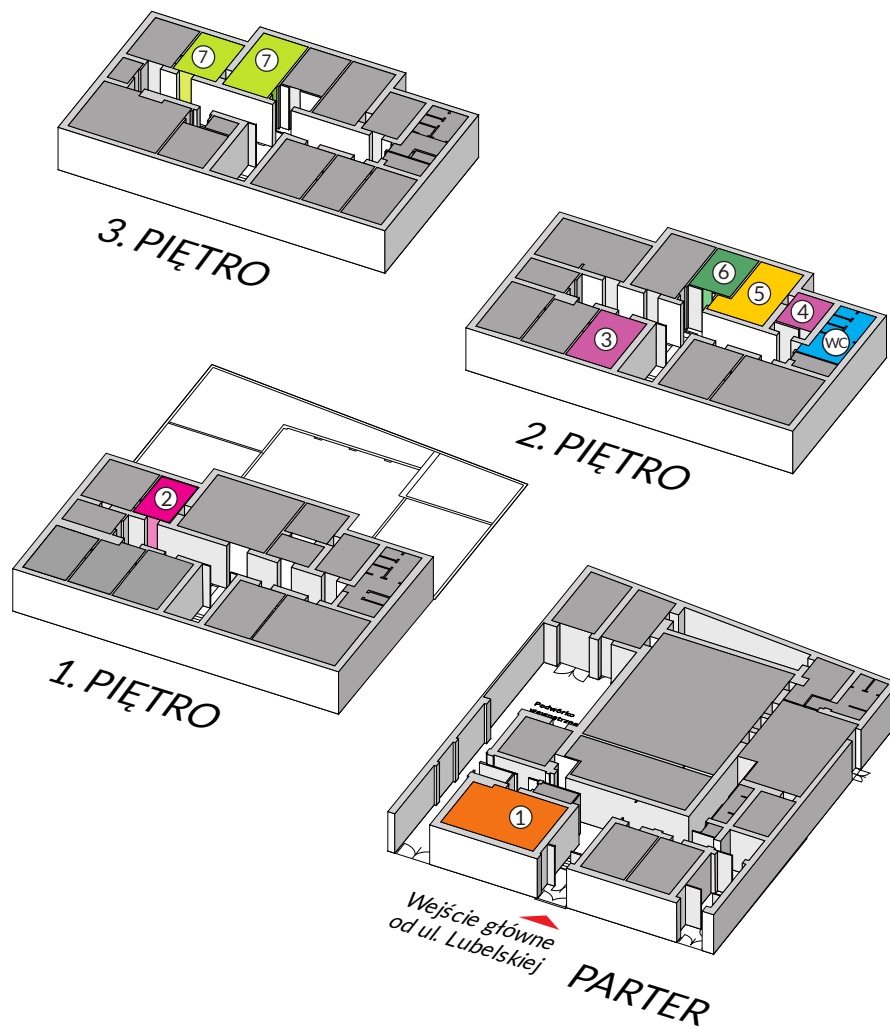 7
7
3. PIĘTRO
6
5
4
3
WC
2. PIĘTRO
2
1. PIĘTRO
Podwórko
wewnętrzne
1
Wejście główne
od ul. Lubelskiej
PARTER